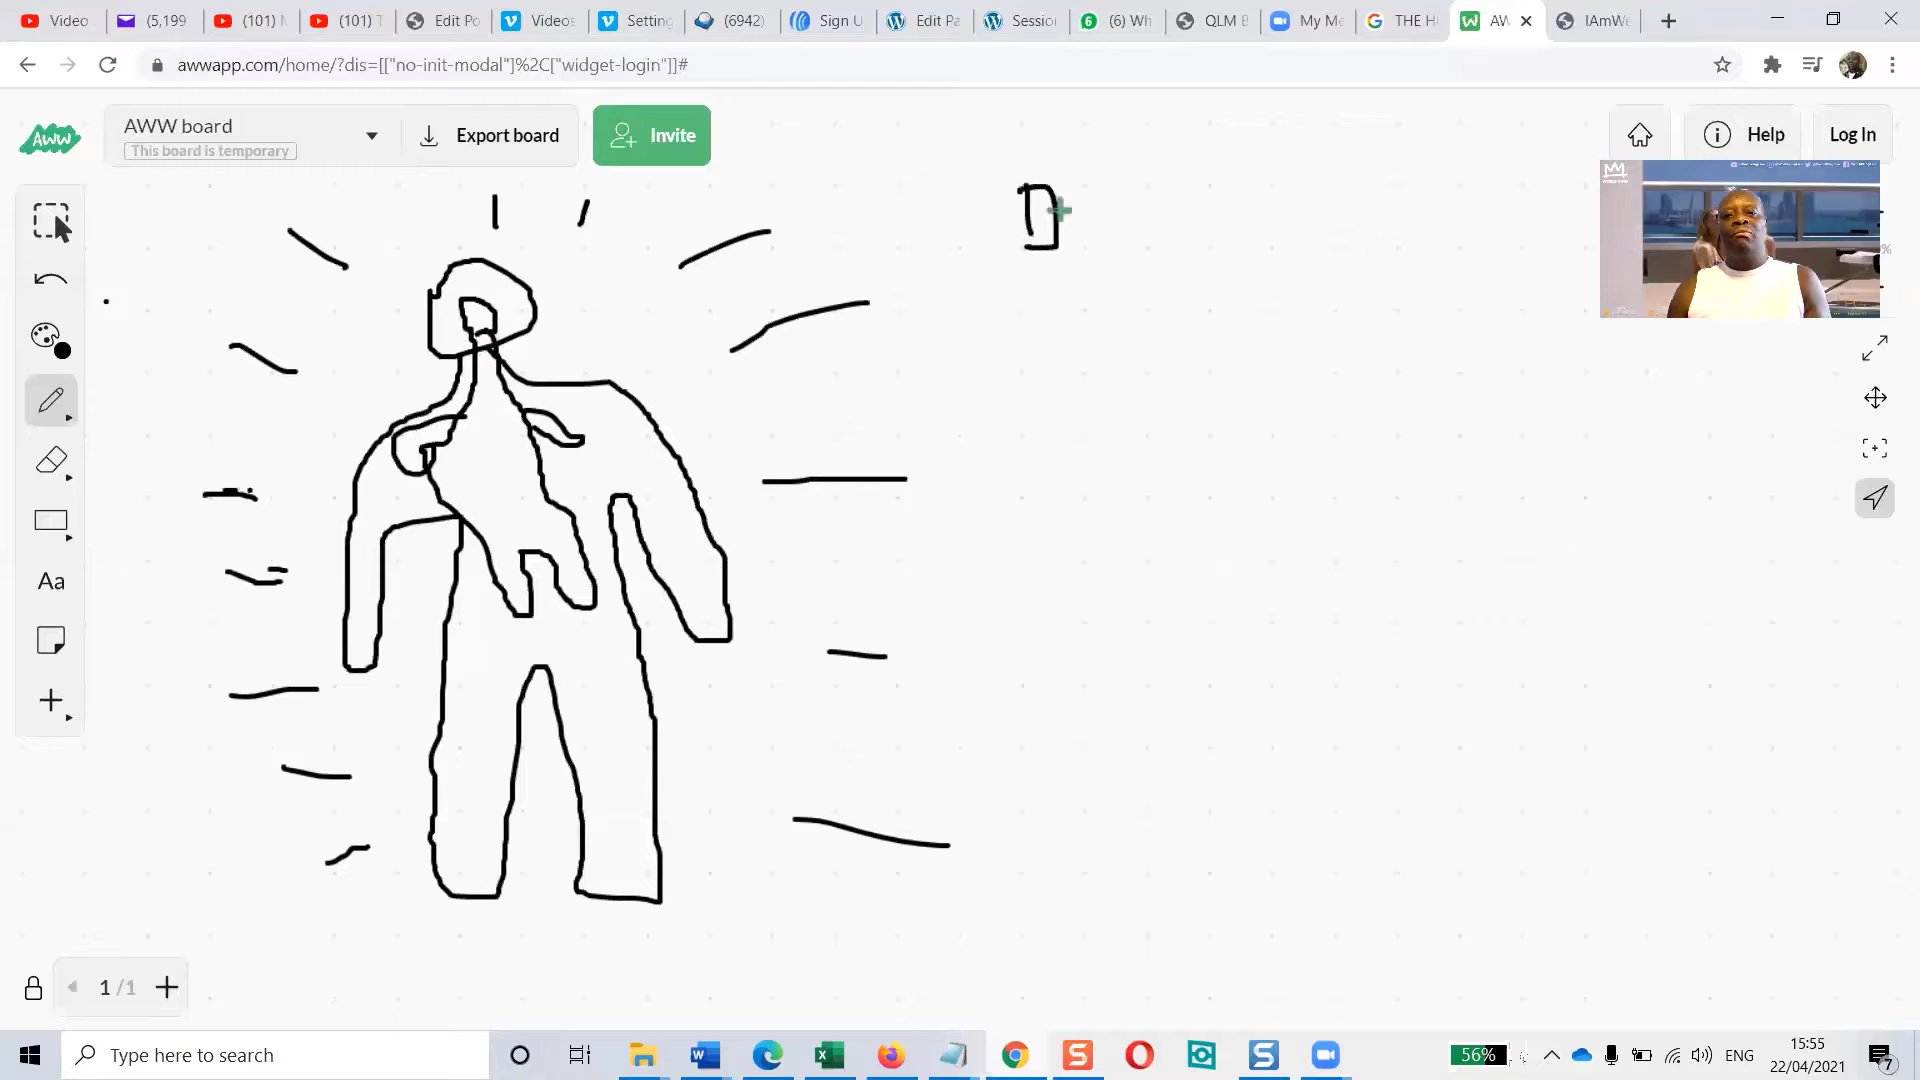 Video
(5,199
(101) M
(101) T
Edit Po
Videos
Setting
(6942)
Sign U
Edit Pa
Sessio
(6) Wh
QLM B
My Me
THE H
AW
IAmWe
awwapp.com/home/?dis=[["no-init-modal"]%2C["widget-login"]]#
AWW
AWW board
This board is temporary
Export board
Invite
Help
Log In
D
Aa
1 /1
Type here to search
56%
ENG
15:55
22/04/2021
7